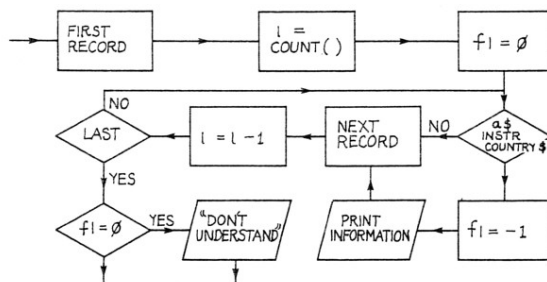 FIRST
RECORD
l =
COUNT( )
fl = ø
NO
LAST
l = l - 1
NEXT
RECORD
NO
a$
INSTR
COUNTRY$
YES
fl = ø
YES
"DON'T
UNDERSTAND"
PRINT
INFORMATION
fl = -1